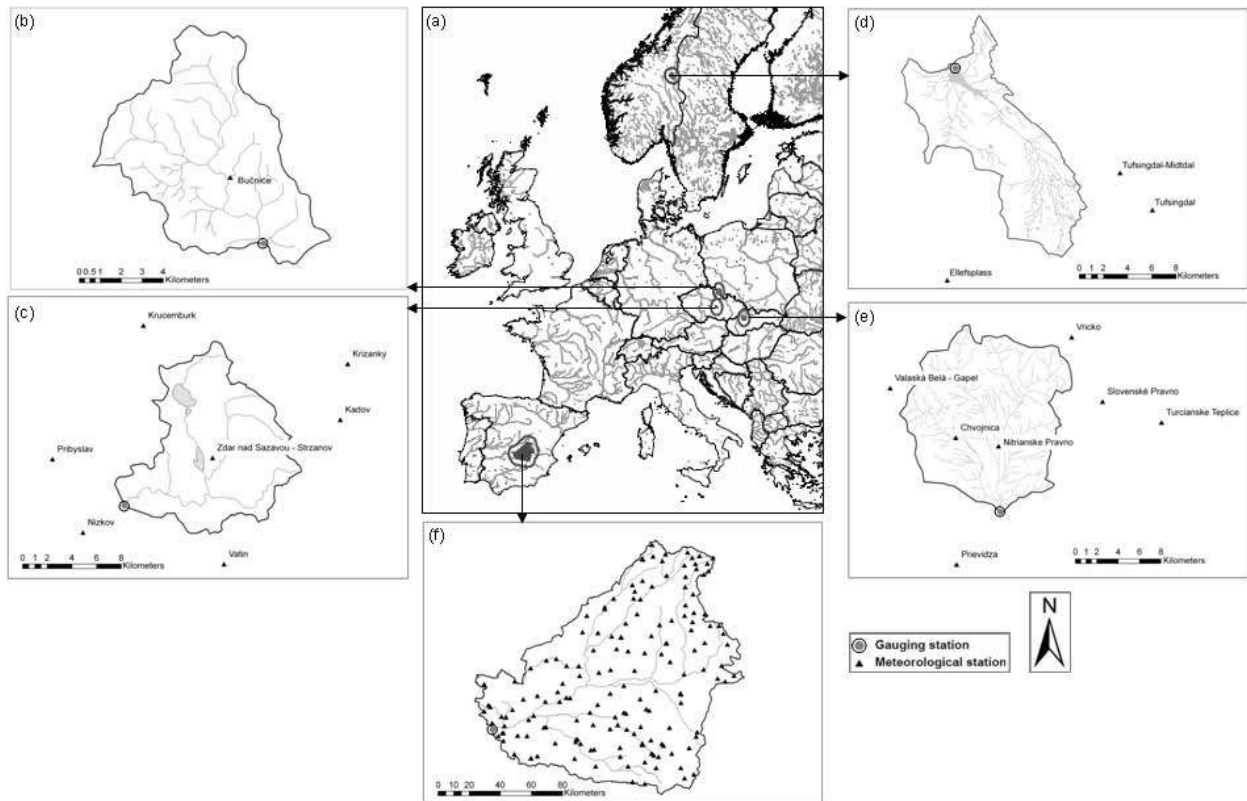 (b)
Bučnice
0 0.5 1 2 3 4
Kilometers
(a)
(d)
Tufsingdal-Midtdal
Tufsingdal
Ellefsplass
0 2 4 6 8
Kilometers
(c)
Krucemburk
Krizanky
Kadov
Pribyslav
Zdar nad Sazavou - Strzanov
Nizkov
Vatin
0 1 2 4 6 8
Kilometers
(e)
Vricko
Valaská Belá - Gapel
Slovenské Pravno
Turcianske Teplice
Chvojnica
Nitrianske Pravno
Prievidza
0 1 2 4 6 8
Kilometers
(f)
0 10 20 40 60 80
Kilometers
N
Gauging station
Meteorological station